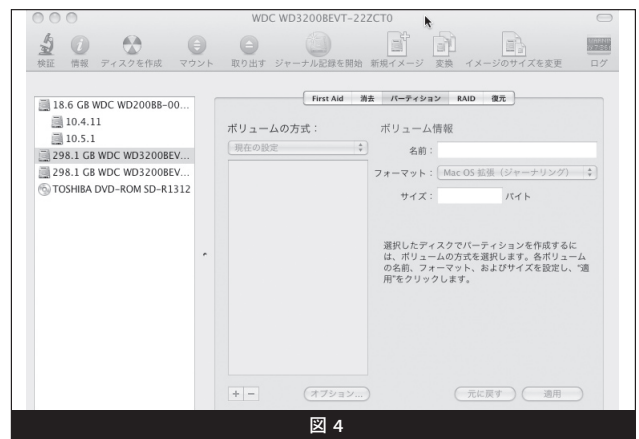 WDC WD3200BEVT-22ZCT0
検証 情報 ディスクを作成 マウント 取り出す ジャーナル記録を開始 新規イメージ 変換 イメージのサイズを変更 ログ
18.6 GB WDC WD200BB-00...
10.4.11
10.5.1
298.1 GB WDC WD3200BEV...
298.1 GB WDC WD3200BEV...
TOSHIBA DVD-ROM SD-R1312
First Aid 消去 パーティション RAID 復元
ボリュームの方式： ボリューム情報
現在の設定
名前：
フォーマット： Mac OS 拡張（ジャーナリング）
サイズ： バイト
選択したディスクでパーティションを作成するに
は、ボリュームの方式を選択します。各ボリューム
の名前、フォーマット、およびサイズを設定し、“適
用”をクリックします。
+ − オプション... 元に戻す 適用
図 4